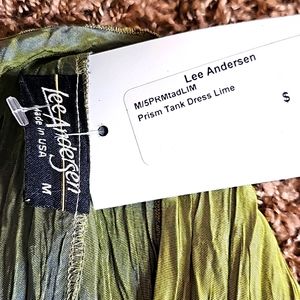 Lee Andersen
M/5PRMtadLIM
Prism Tank Dress Lime
$
Lee Andersen
Made in USA
M